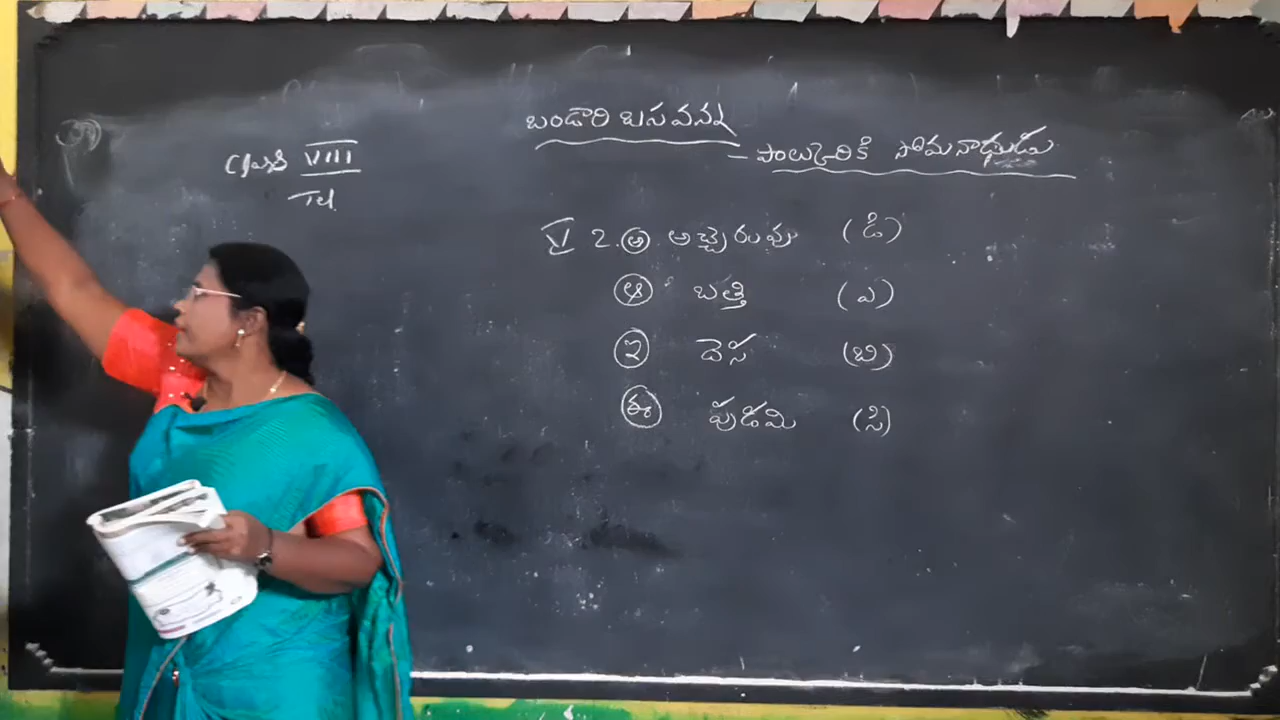 బండారి బసవన్న
– పాల్కురికి సోమనాథుడు
Class VIII
Tel.
VI 2. అ అచ్చెరువు (డి)
ఆ బత్తి (ఎ)
ఇ దెస (బి)
ఈ పుడమి (సి)